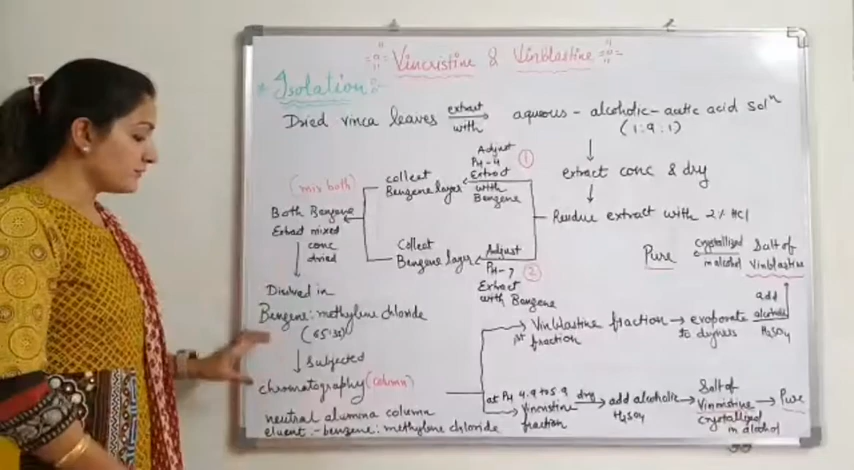 Vincristine & Vinblastine
Isolation
Dried vinca leaves extract with aqueous - alcoholic - acetic acid Solⁿ
(1:9:1)
extract conc & dry
Residue extract with 2% HCl
Adjust
PH-4
Extract
with
Benzene
①
collect
Benzene layer
Adjust
PH-7
Extract
with Benzene
②
Collect
Benzene layer
(mix both)
Both Benzene
Extract mixed
conc
dried
Disolved in
Benzene: methylene chloride
(65:35)
Subjected
chromatography (column)
neutral alumina column
eluent - benzene: methylene chloride
Vinblastine fraction
1st fraction
evaporate
to dryness
add
alcoholic
H₂SO₄
Salt of
Vinblastine
Crystallized
in alcohol
Pure
at PH 4.9 to 5.9
Vincristine
fraction
dry
add alcoholic
H₂SO₄
Salt of
Vincristine
crystallized
in alcohol
Pure